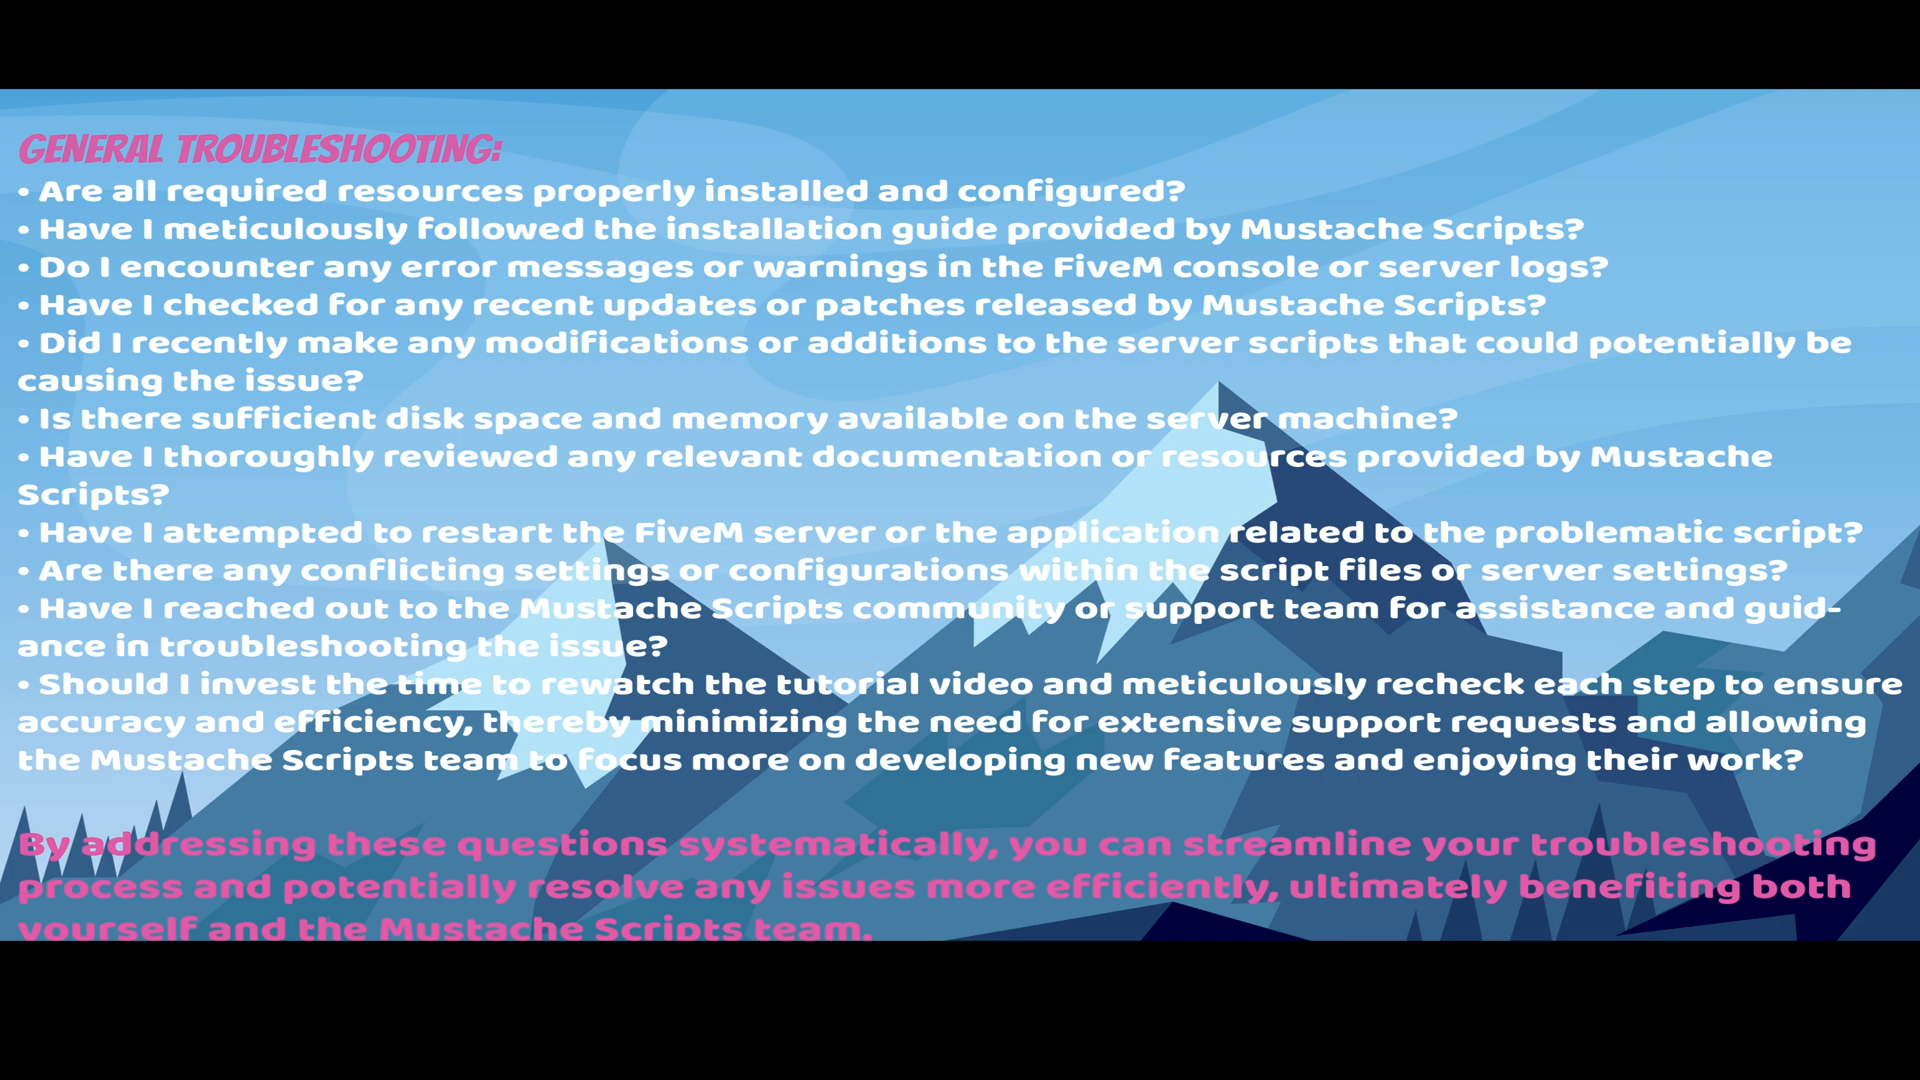 GENERAL TROUBLESHOOTING:
• Are all required resources properly installed and configured?
• Have I meticulously followed the installation guide provided by Mustache Scripts?
• Do I encounter any error messages or warnings in the FiveM console or server logs?
• Have I checked for any recent updates or patches released by Mustache Scripts?
• Did I recently make any modifications or additions to the server scripts that could potentially be
causing the issue?
• Is there sufficient disk space and memory available on the server machine?
• Have I thoroughly reviewed any relevant documentation or resources provided by Mustache
Scripts?
• Have I attempted to restart the FiveM server or the application related to the problematic script?
• Are there any conflicting settings or configurations within the script files or server settings?
• Have I reached out to the Mustache Scripts community or support team for assistance and guid-
ance in troubleshooting the issue?
• Should I invest the time to rewatch the tutorial video and meticulously recheck each step to ensure
accuracy and efficiency, thereby minimizing the need for extensive support requests and allowing
the Mustache Scripts team to focus more on developing new features and enjoying their work?
By addressing these questions systematically, you can streamline your troubleshooting
process and potentially resolve any issues more efficiently, ultimately benefiting both
yourself and the Mustache Scripts team.